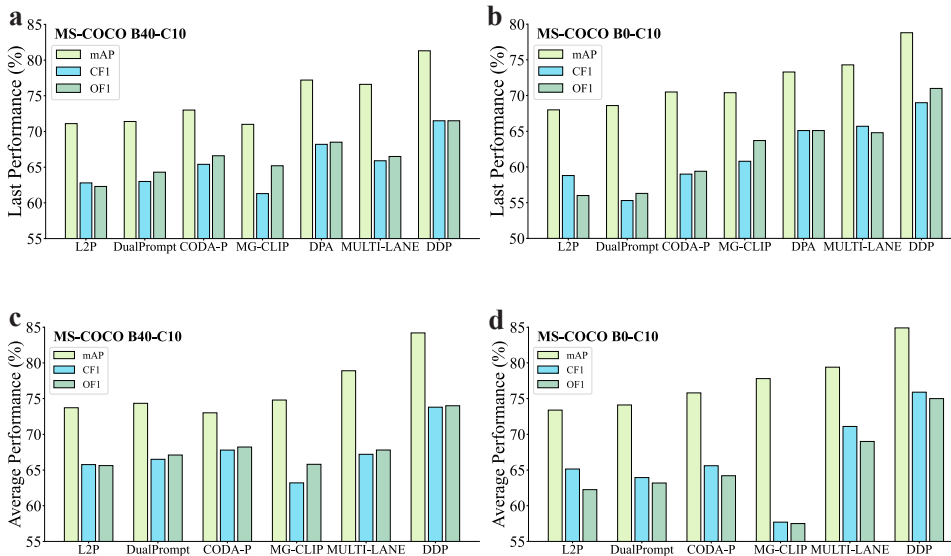 a
MS-COCO B40-C10
mAP
CF1
OF1
Last Performance (%)
85
80
75
70
65
60
55
L2P DualPrompt CODA-P MG-CLIP DPA MULTI-LANE DDP
b
MS-COCO B0-C10
mAP
CF1
OF1
Last Performance (%)
80
75
70
65
60
55
50
L2P DualPrompt CODA-P MG-CLIP DPA MULTI-LANE DDP
c
MS-COCO B40-C10
mAP
CF1
OF1
Average Performance (%)
85
80
75
70
65
60
55
L2P DualPrompt CODA-P MG-CLIP MULTI-LANE DDP
d
MS-COCO B0-C10
mAP
CF1
OF1
Average Performance (%)
85
80
75
70
65
60
55
L2P DualPrompt CODA-P MG-CLIP MULTI-LANE DDP